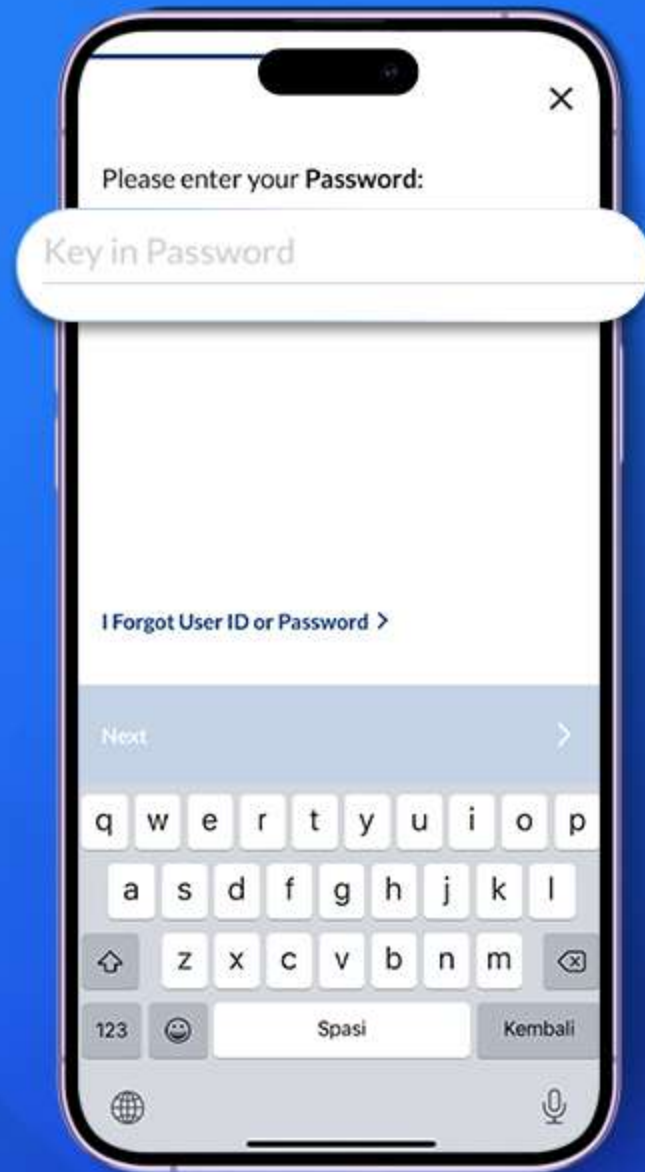 Please enter your Password:
Key in Password
I Forgot User ID or Password >
Next >
q w e r t y u i o p
a s d f g h j k l
z x c v b n m
123 Spasi Kembali